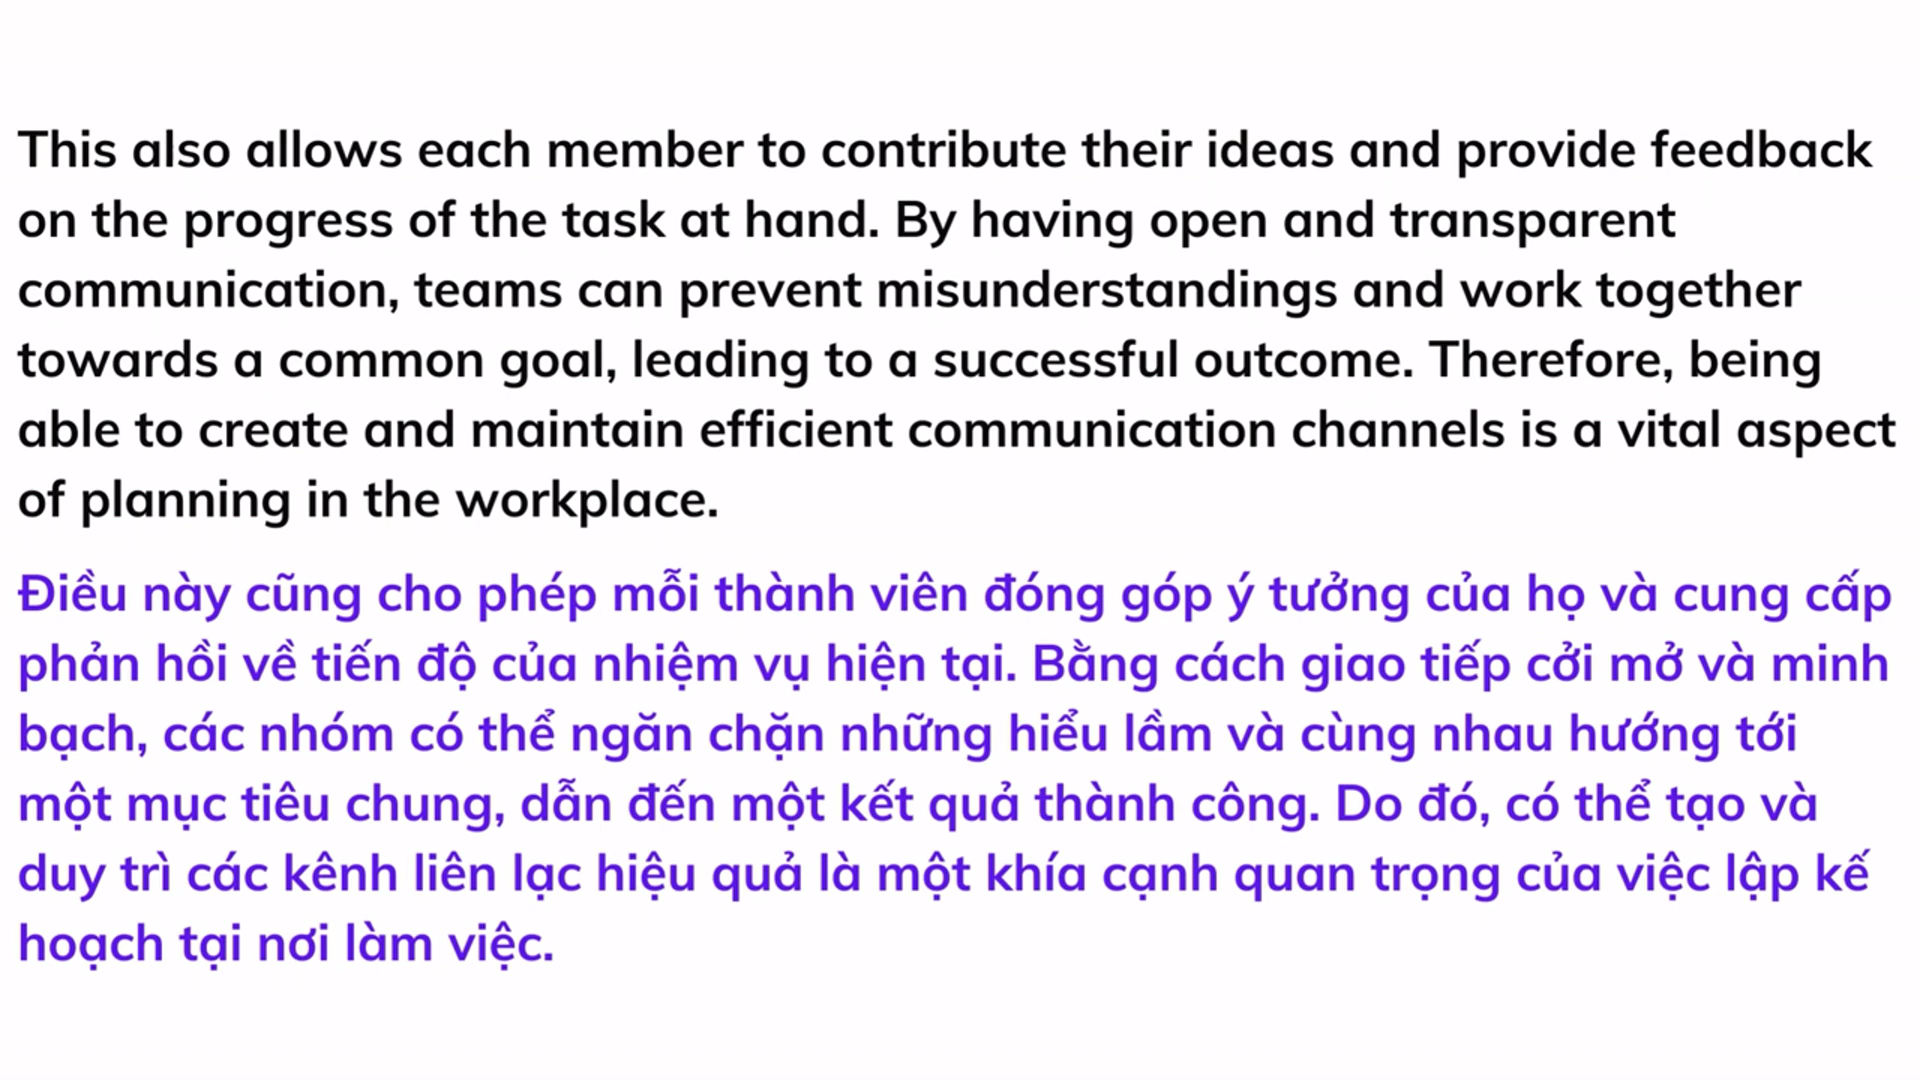 This also allows each member to contribute their ideas and provide feedback
on the progress of the task at hand. By having open and transparent
communication, teams can prevent misunderstandings and work together
towards a common goal, leading to a successful outcome. Therefore, being
able to create and maintain efficient communication channels is a vital aspect
of planning in the workplace.
Điều này cũng cho phép mỗi thành viên đóng góp ý tưởng của họ và cung cấp
phản hồi về tiến độ của nhiệm vụ hiện tại. Bằng cách giao tiếp cởi mở và minh
bạch, các nhóm có thể ngăn chặn những hiểu lầm và cùng nhau hướng tới
một mục tiêu chung, dẫn đến một kết quả thành công. Do đó, có thể tạo và
duy trì các kênh liên lạc hiệu quả là một khía cạnh quan trọng của việc lập kế
hoạch tại nơi làm việc.